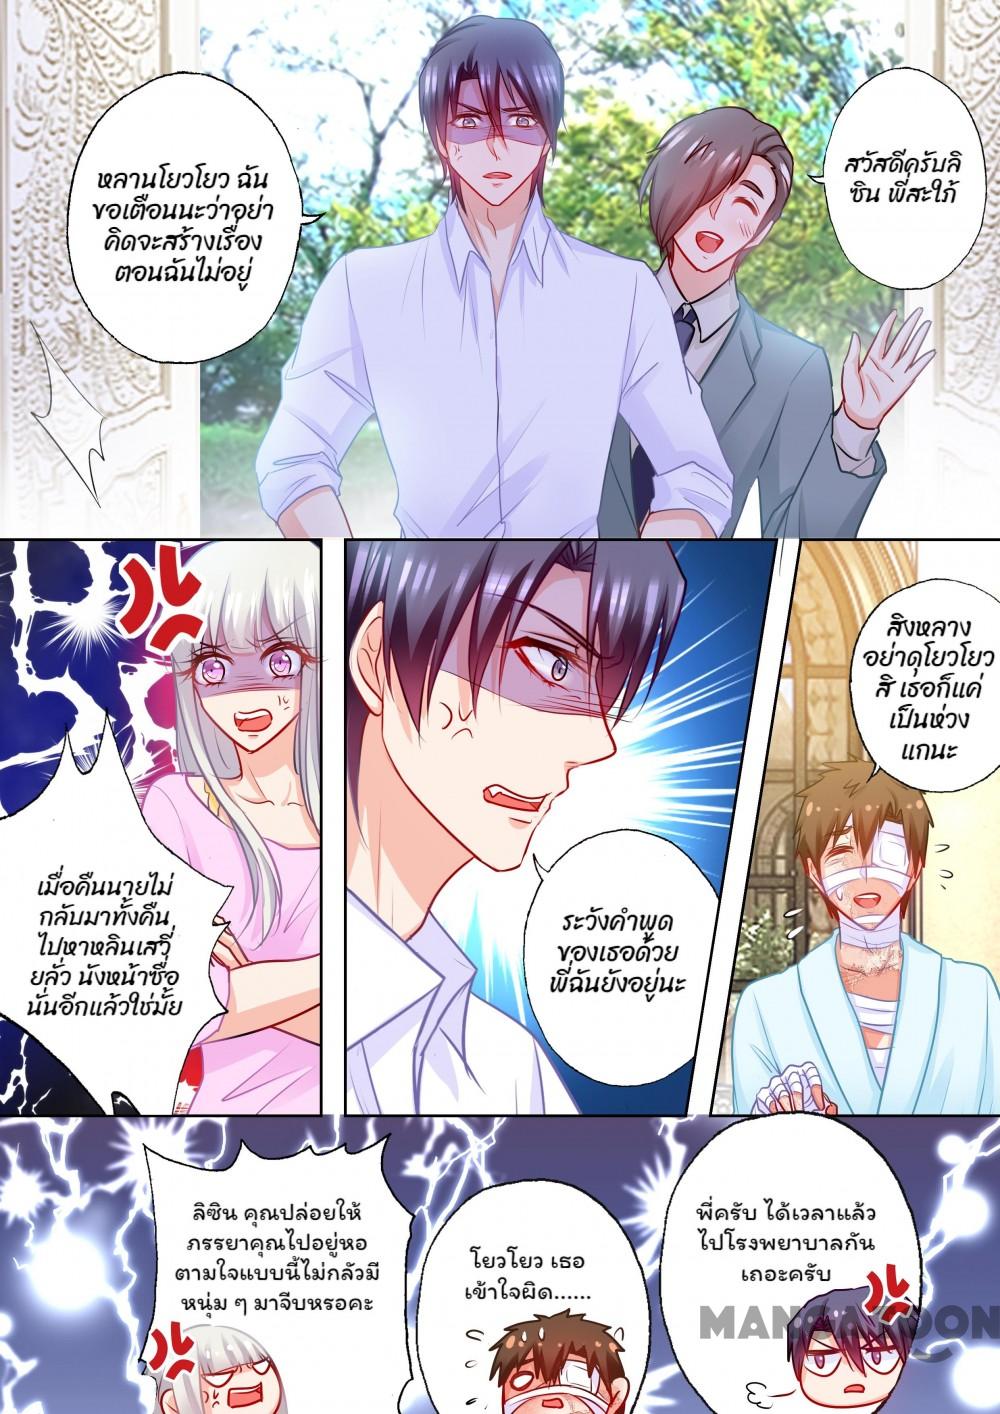 หลานโยวโยว ฉัน
ขอเตือนนะว่าอย่า
คิดจะสร้างเรื่อง
ตอนฉันไม่อยู่
สวัสดีครับลิ
ซิน พี่สะใภ้
เมื่อคืนนายไม่
กลับมาทั้งคืน
ไปหาหลินเสวี่
ยลั่ว นังหน้าซื่อ
นั่นอีกแล้วใช่มั้ย
ระวังคำพูด
ของเธอด้วย
พี่ฉันยังอยู่นะ
สิงหลาง
อย่าดุโยวโยว
สิ เธอก็แค่
เป็นห่วง
แกนะ
ลิซิน คุณปล่อยให้
ภรรยาคุณไปอยู่หอ
ตามใจแบบนี้ไม่กลัวมี
หนุ่ม ๆ มาจีบหรอคะ
โยวโยว เธอ
เข้าใจผิด......
พี่ครับ ได้เวลาแล้ว
ไปโรงพยาบาลกัน
เถอะครับ
MANGATOON